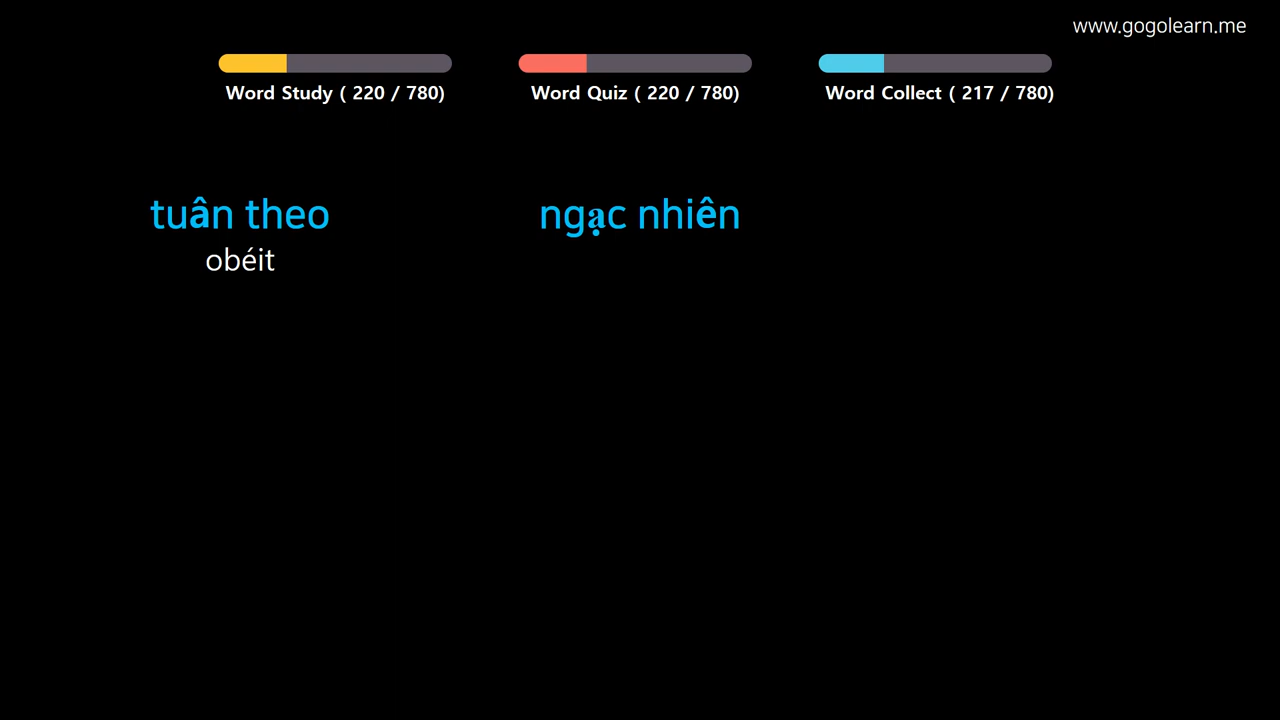 www.gogolearn.me
Word Study ( 220 / 780)
Word Quiz ( 220 / 780)
Word Collect ( 217 / 780)
tuân theo
obéit
ngạc nhiên